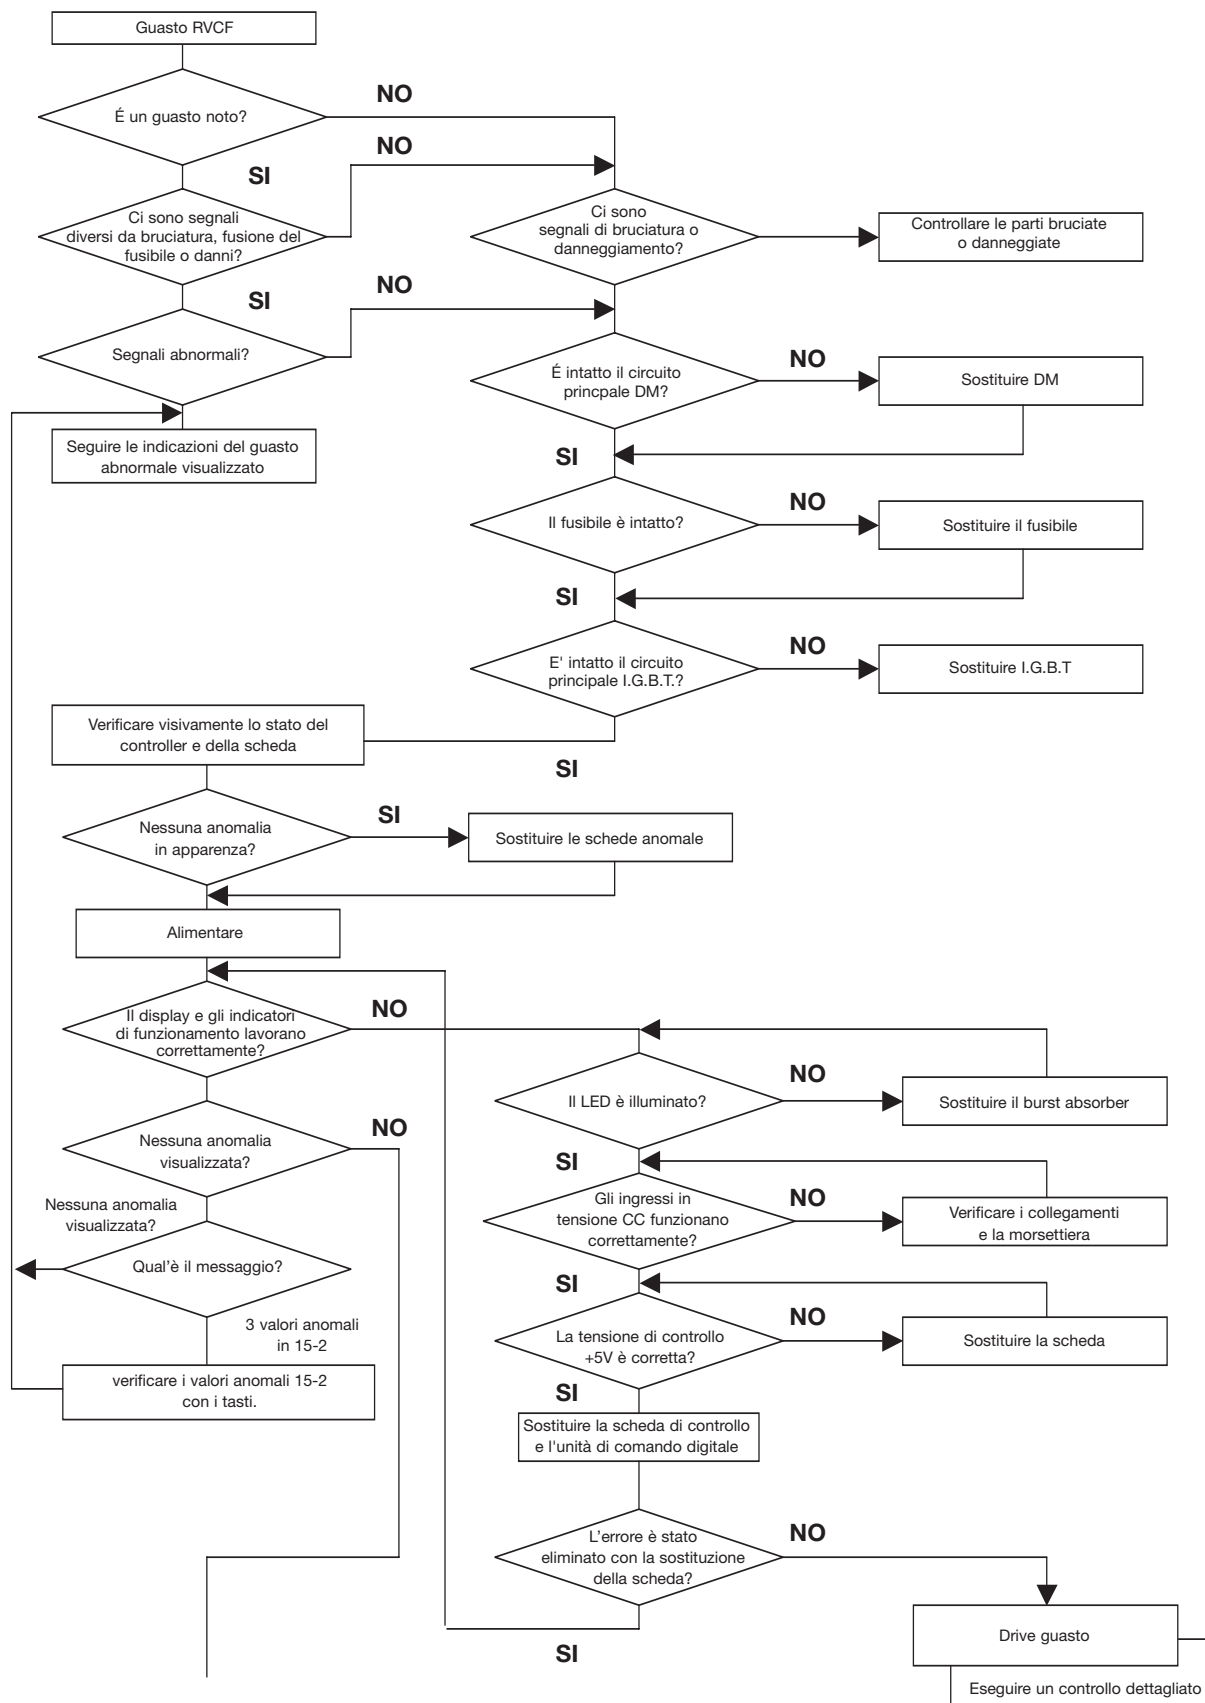 Guasto RVCF
NO
É un guasto noto?
NO
SI
Ci sono segnali
diversi da bruciatura, fusione del
fusibile o danni?
Ci sono
segnali di bruciatura o
danneggiamento?
Controllare le parti bruciate
o danneggiate
SI
NO
Segnali abnormali?
É intatto il circuito
princpale DM?
NO
Sostituire DM
Seguire le indicazioni del guasto
abnormale visualizzato
SI
Il fusibile è intatto?
NO
Sostituire il fusibile
SI
E' intatto il circuito
principale I.G.B.T.?
NO
Sostituire I.G.B.T
Verificare visivamente lo stato del
controller e della scheda
SI
Nessuna anomalia
in apparenza?
SI
Sostituire le schede anomale
Alimentare
Il display e gli indicatori
di funzionamento lavorano
correttamente?
NO
Il LED è illuminato?
NO
Sostituire il burst absorber
Nessuna anomalia
visualizzata?
NO
SI
Nessuna anomalia
visualizzata?
Gli ingressi in
tensione CC funzionano
correttamente?
NO
Verificare i collegamenti
e la morsettiera
Qual'è il messaggio?
SI
3 valori anomali
in 15-2
La tensione di controllo
+5V è corretta?
NO
Sostituire la scheda
verificare i valori anomali 15-2
con i tasti.
SI
Sostituire la scheda di controllo
e l'unità di comando digitale
L'errore è stato
eliminato con la sostituzione
della scheda?
NO
SI
Drive guasto
Eseguire un controllo dettagliato